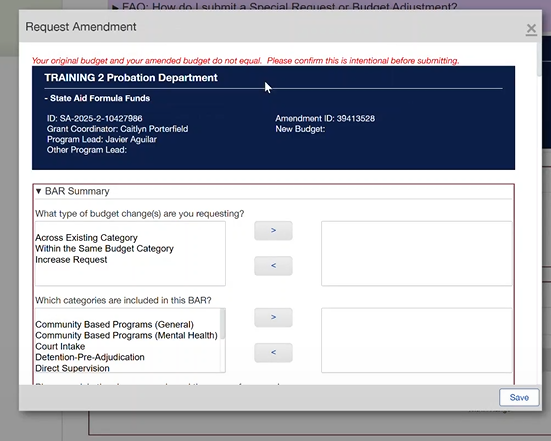 ▶ FAQ: How do I submit a Special Request or Budget Adjustment?
Request Amendment
Your original budget and your amended budget do not equal. Please confirm this is intentional before submitting.
TRAINING 2 Probation Department
- State Aid Formula Funds
ID: SA-2025-2-10427986
Grant Coordinator: Caitlyn Porterfield
Program Lead: Javier Aguilar
Other Program Lead:
Amendment ID: 39413528
New Budget:
▼ BAR Summary
What type of budget change(s) are you requesting?
Across Existing Category
Within the Same Budget Category
Increase Request
>
<
Which categories are included in this BAR?
Community Based Programs (General)
Community Based Programs (Mental Health)
Court Intake
Detention-Pre-Adjudication
Direct Supervision
>
<
Save